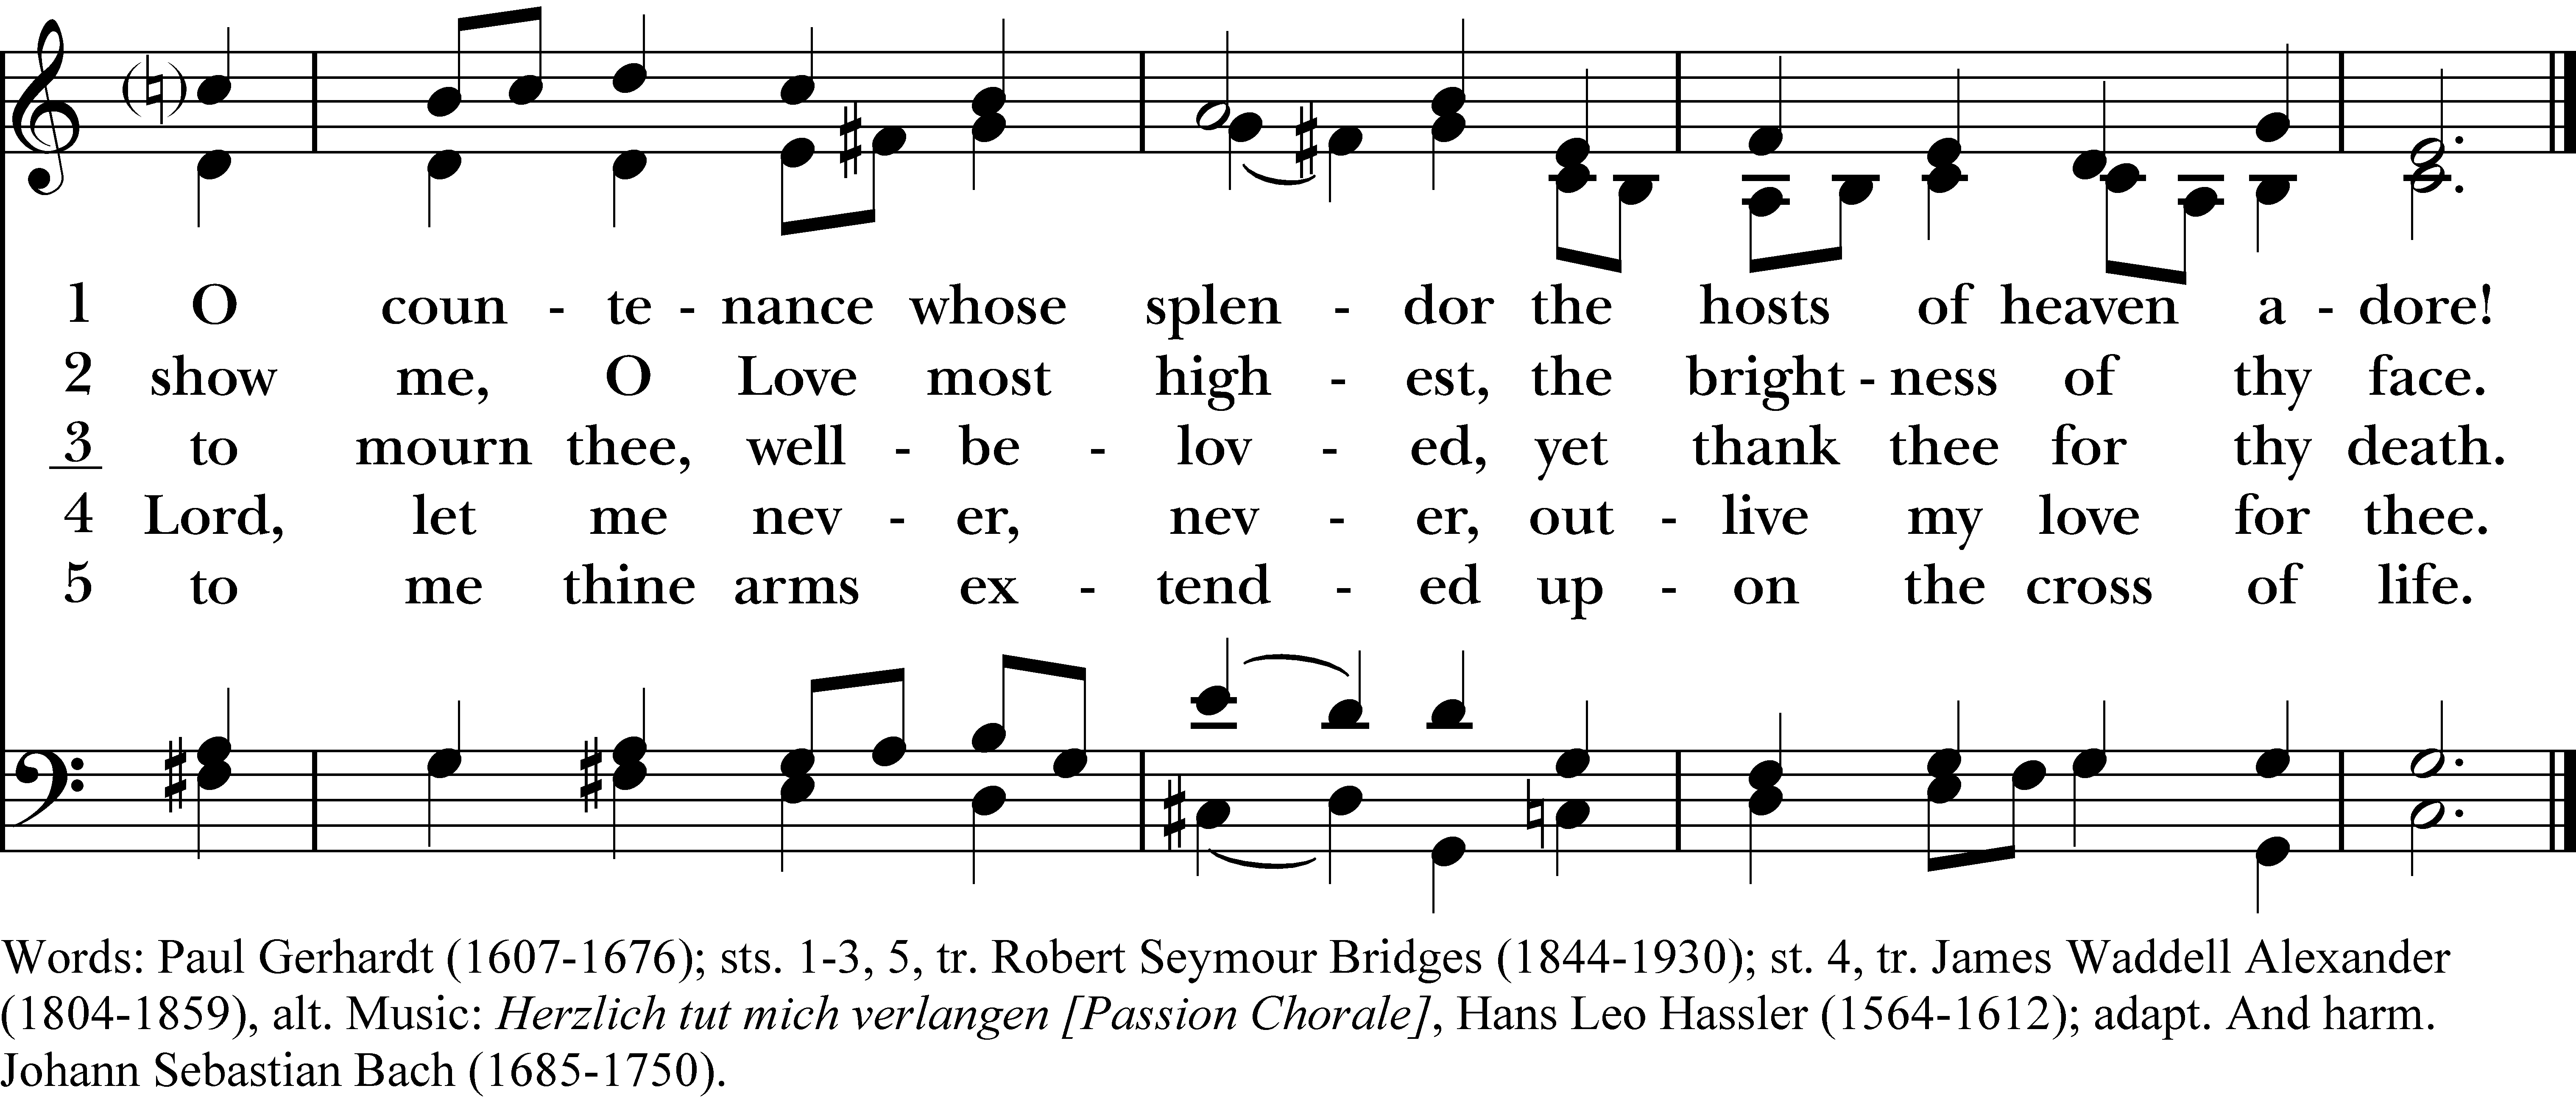 1 O coun - te - nance whose splen - dor the hosts of heaven a - dore!
2 show me, O Love most high - est, the bright - ness of thy face.
3 to mourn thee, well - be - lov - ed, yet thank thee for thy death.
4 Lord, let me nev - er, nev - er, out - live my love for thee.
5 to me thine arms ex - tend - ed up - on the cross of life.
Words: Paul Gerhardt (1607-1676); sts. 1-3, 5, tr. Robert Seymour Bridges (1844-1930); st. 4, tr. James Waddell Alexander
(1804-1859), alt. Music: Herzlich tut mich verlangen [Passion Chorale], Hans Leo Hassler (1564-1612); adapt. And harm.
Johann Sebastian Bach (1685-1750).